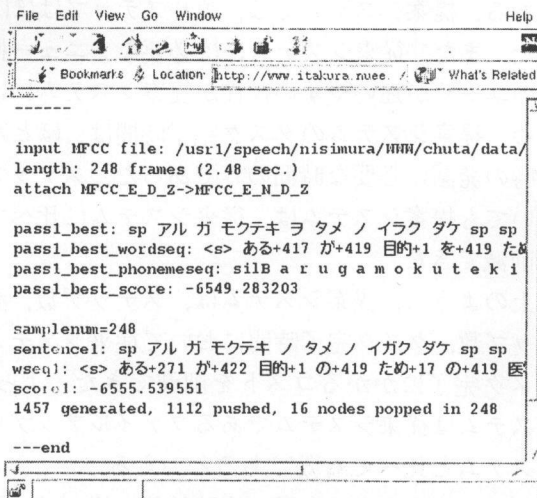 File Edit View Go Window Help
Bookmarks Location: http://www.itakura.nuee. / What's Related
------
input MFCC file: /usr1/speech/nisimura/WWW/chuta/data/
length: 248 frames (2.48 sec.)
attach MFCC_E_D_Z->MFCC_E_N_D_Z
pass1_best: sp アル ガ モクテキ ヲ タメ ノ イラク ダケ sp sp
pass1_best_wordseq: <s> ある+417 が+419 目的+1 を+419 ため
pass1_best_phonemeseq: silB a r u g a m o k u t e k i
pass1_best_score: -6549.283203
samplenum=248
sentence1: sp アル ガ モクテキ ノ タメ ノ イガク ダケ sp sp
wseq1: <s> ある+271 が+422 目的+1 の+419 ため+17 の+419 医
score1: -6555.539551
1457 generated, 1112 pushed, 16 nodes popped in 248
---end